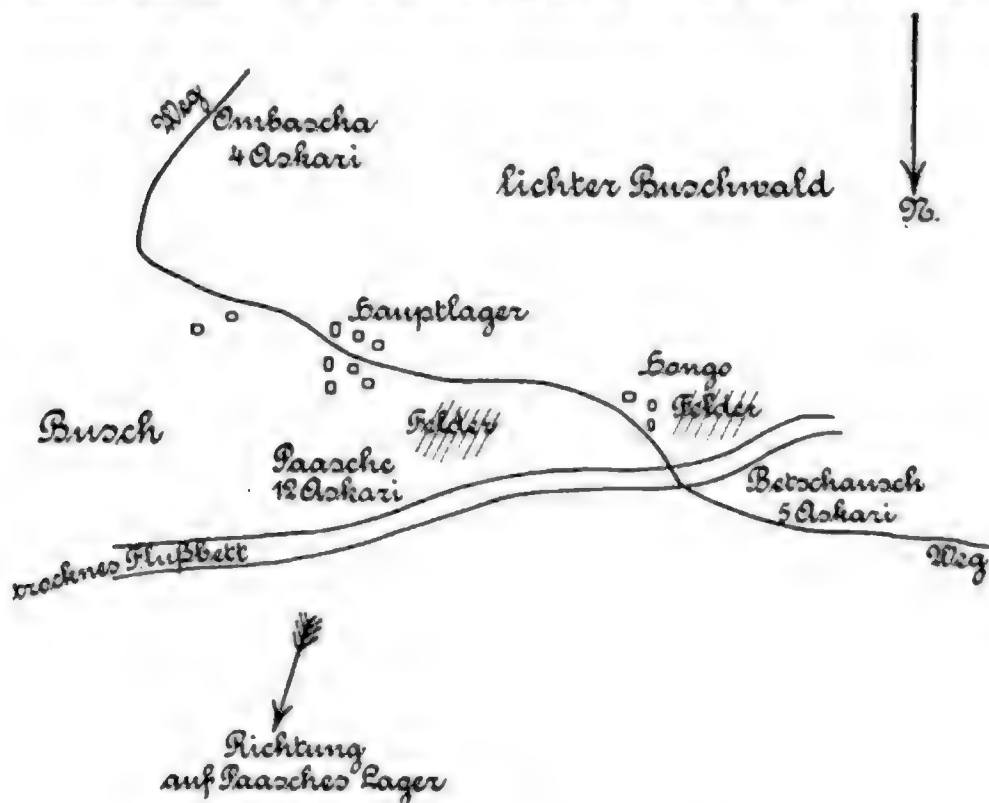 Weg
Ombascha
4 Askari
lichter Buschwald
N.
Hauptlager
Hongo
Felder
Felder
Busch
Paasche
12 Askari
Betschausch
5 Askari
trocknes Flußbett
Weg
Richtung
auf Paasches Lager